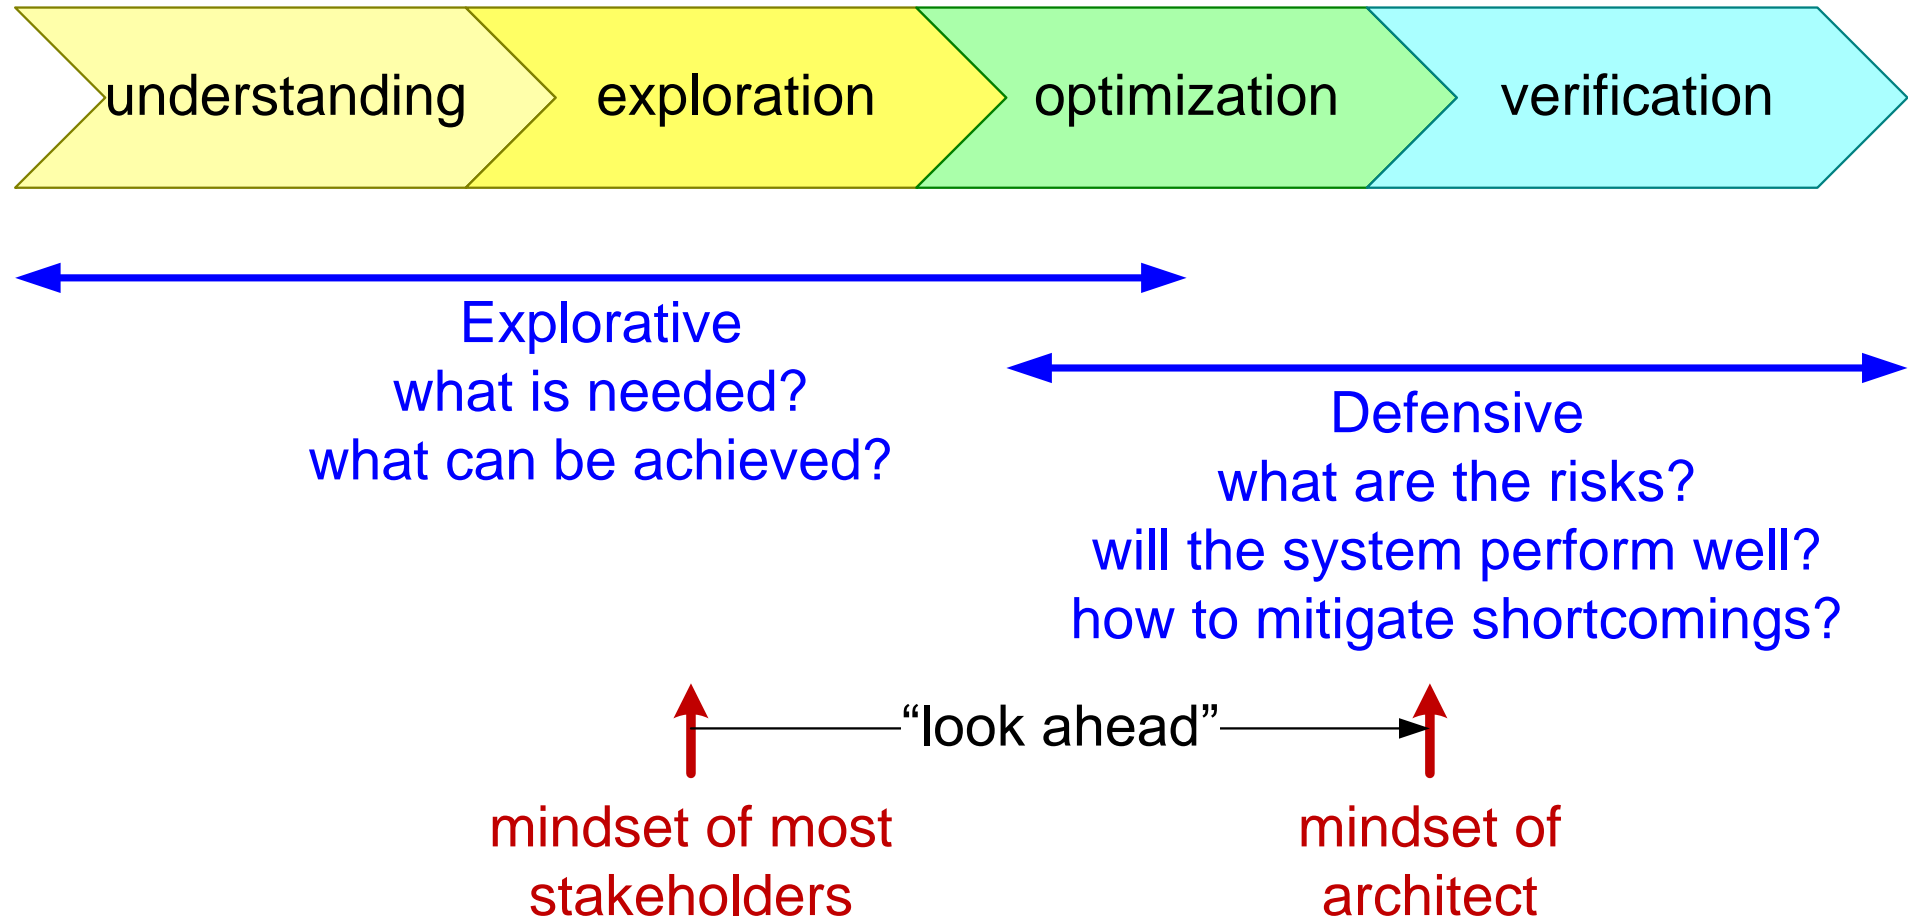 understanding
exploration
optimization
verification
Explorative
what is needed?
what can be achieved?
Defensive
what are the risks?
will the system perform well?
how to mitigate shortcomings?
“look ahead”
mindset of most
stakeholders
mindset of
architect